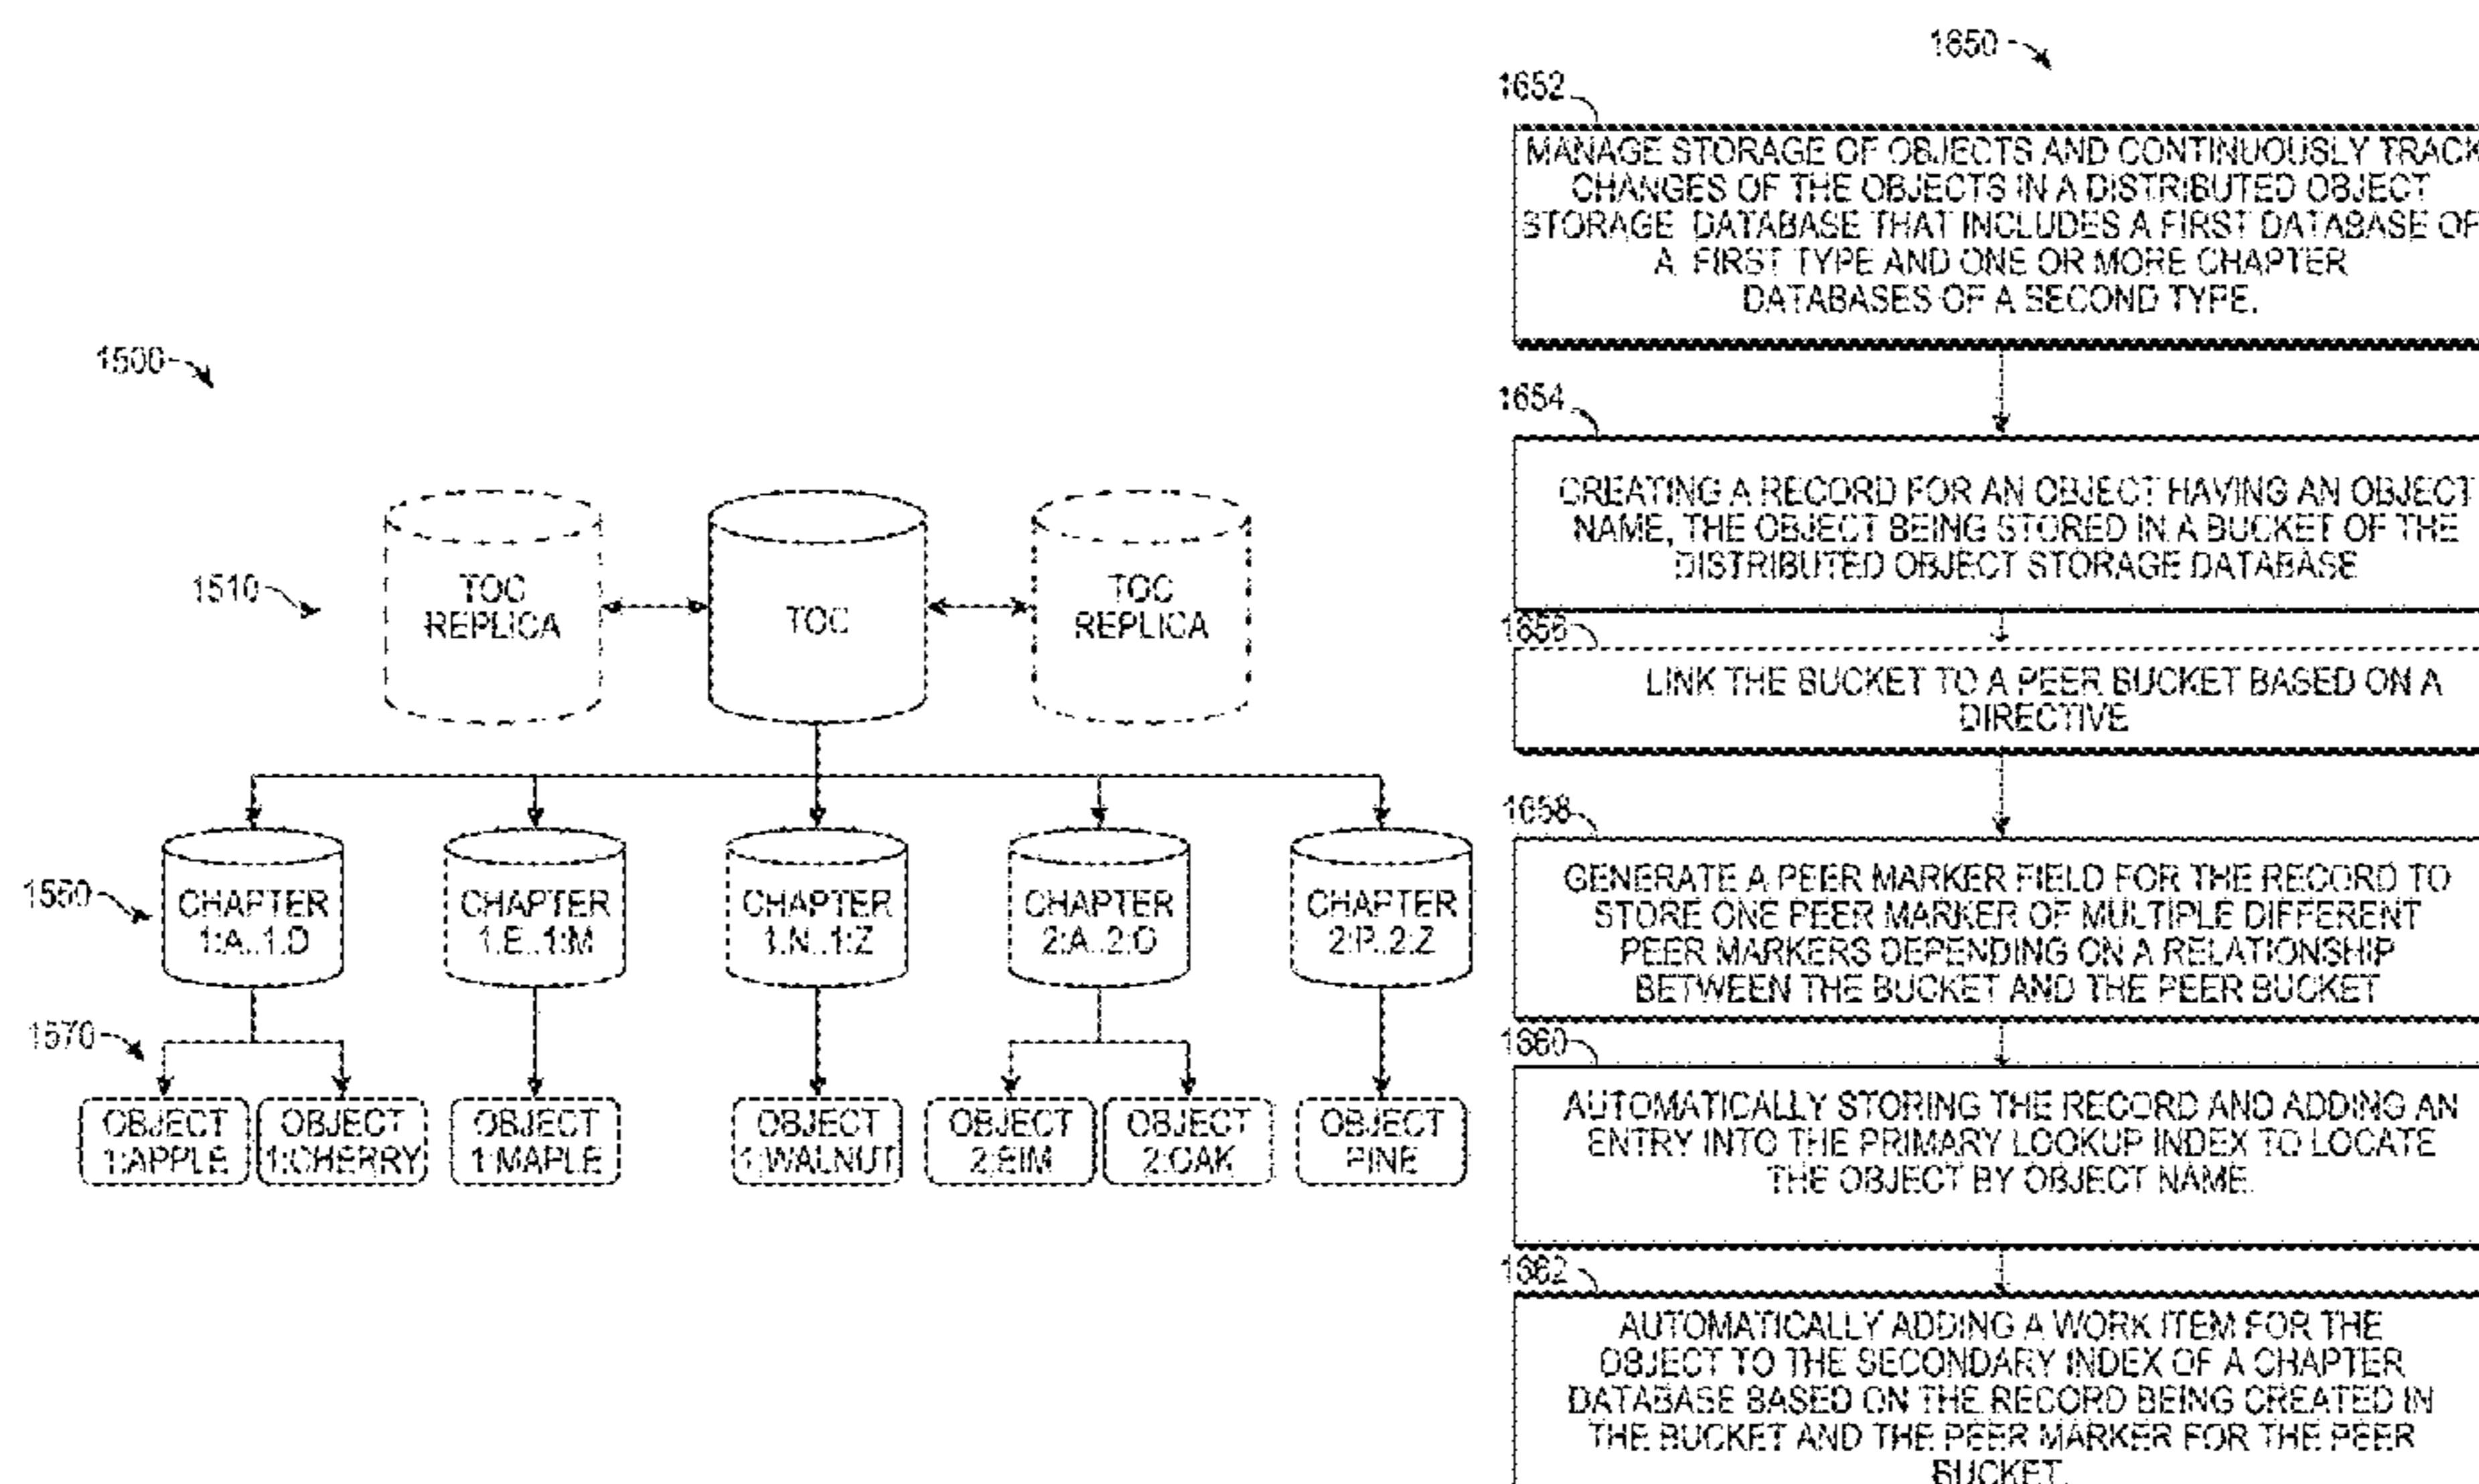 1500
1510
TOC
REPLICA
TOC
TOC
REPLICA
1550
CHAPTER
1:A..1:D
CHAPTER
1:E..1:M
CHAPTER
1:N..1:Z
CHAPTER
2:A..2:O
CHAPTER
2:P..2:Z
1570
OBJECT
1:APPLE
OBJECT
1:CHERRY
OBJECT
1:MAPLE
OBJECT
1:WALNUT
OBJECT
OBJECT
2:OAK
OBJECT
PINE
1650
1652
MANAGE STORAGE OF OBJECTS AND CONTINUOUSLY TRACK
CHANGES OF THE OBJECTS IN A DISTRIBUTED OBJECT
STORAGE DATABASE THAT INCLUDES A FIRST DATABASE OF
A FIRST TYPE AND ONE OR MORE CHAPTER
DATABASES OF A SECOND TYPE.
1654
CREATING A RECORD FOR AN OBJECT HAVING AN OBJECT
NAME, THE OBJECT BEING STORED IN A BUCKET OF THE
DISTRIBUTED OBJECT STORAGE DATABASE
1656
LINK THE BUCKET TO A PEER BUCKET BASED ON A
DIRECTIVE
1658
GENERATE A PEER MARKER FIELD FOR THE RECORD TO
STORE ONE PEER MARKER OF MULTIPLE DIFFERENT
PEER MARKERS DEPENDING ON A RELATIONSHIP
BETWEEN THE BUCKET AND THE PEER BUCKET
1660
AUTOMATICALLY STORING THE RECORD AND ADDING AN
ENTRY INTO THE PRIMARY LOOKUP INDEX TO LOCATE
THE OBJECT BY OBJECT NAME.
1662
AUTOMATICALLY ADDING A WORK ITEM FOR THE
OBJECT TO THE SECONDARY INDEX OF A CHAPTER
DATABASE BASED ON THE RECORD BEING CREATED IN
THE BUCKET AND THE PEER MARKER FOR THE PEER
BUCKET.